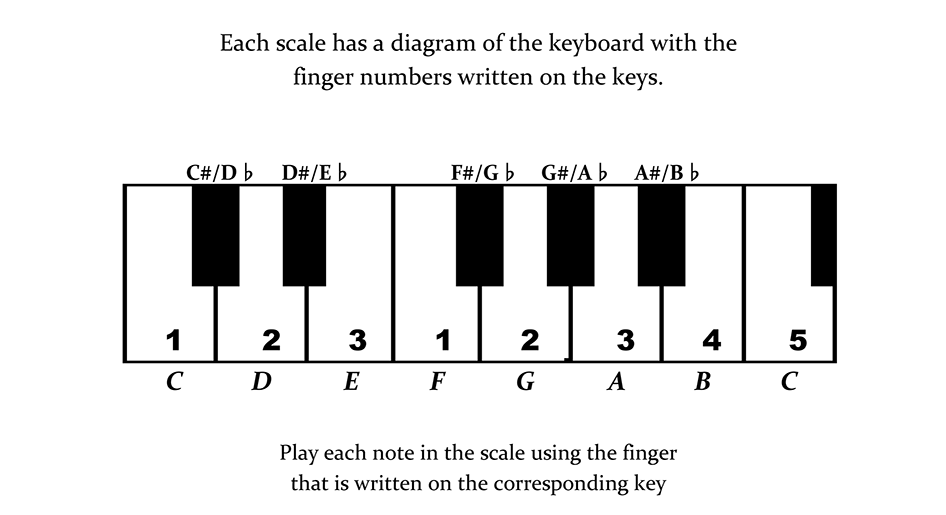 Each scale has a diagram of the keyboard with the
finger numbers written on the keys.
C#/D♭ D#/E♭ F#/G♭ G#/A♭ A#/B♭
1 2 3 1 2 3 4 5
C D E F G A B C
Play each note in the scale using the finger
that is written on the corresponding key